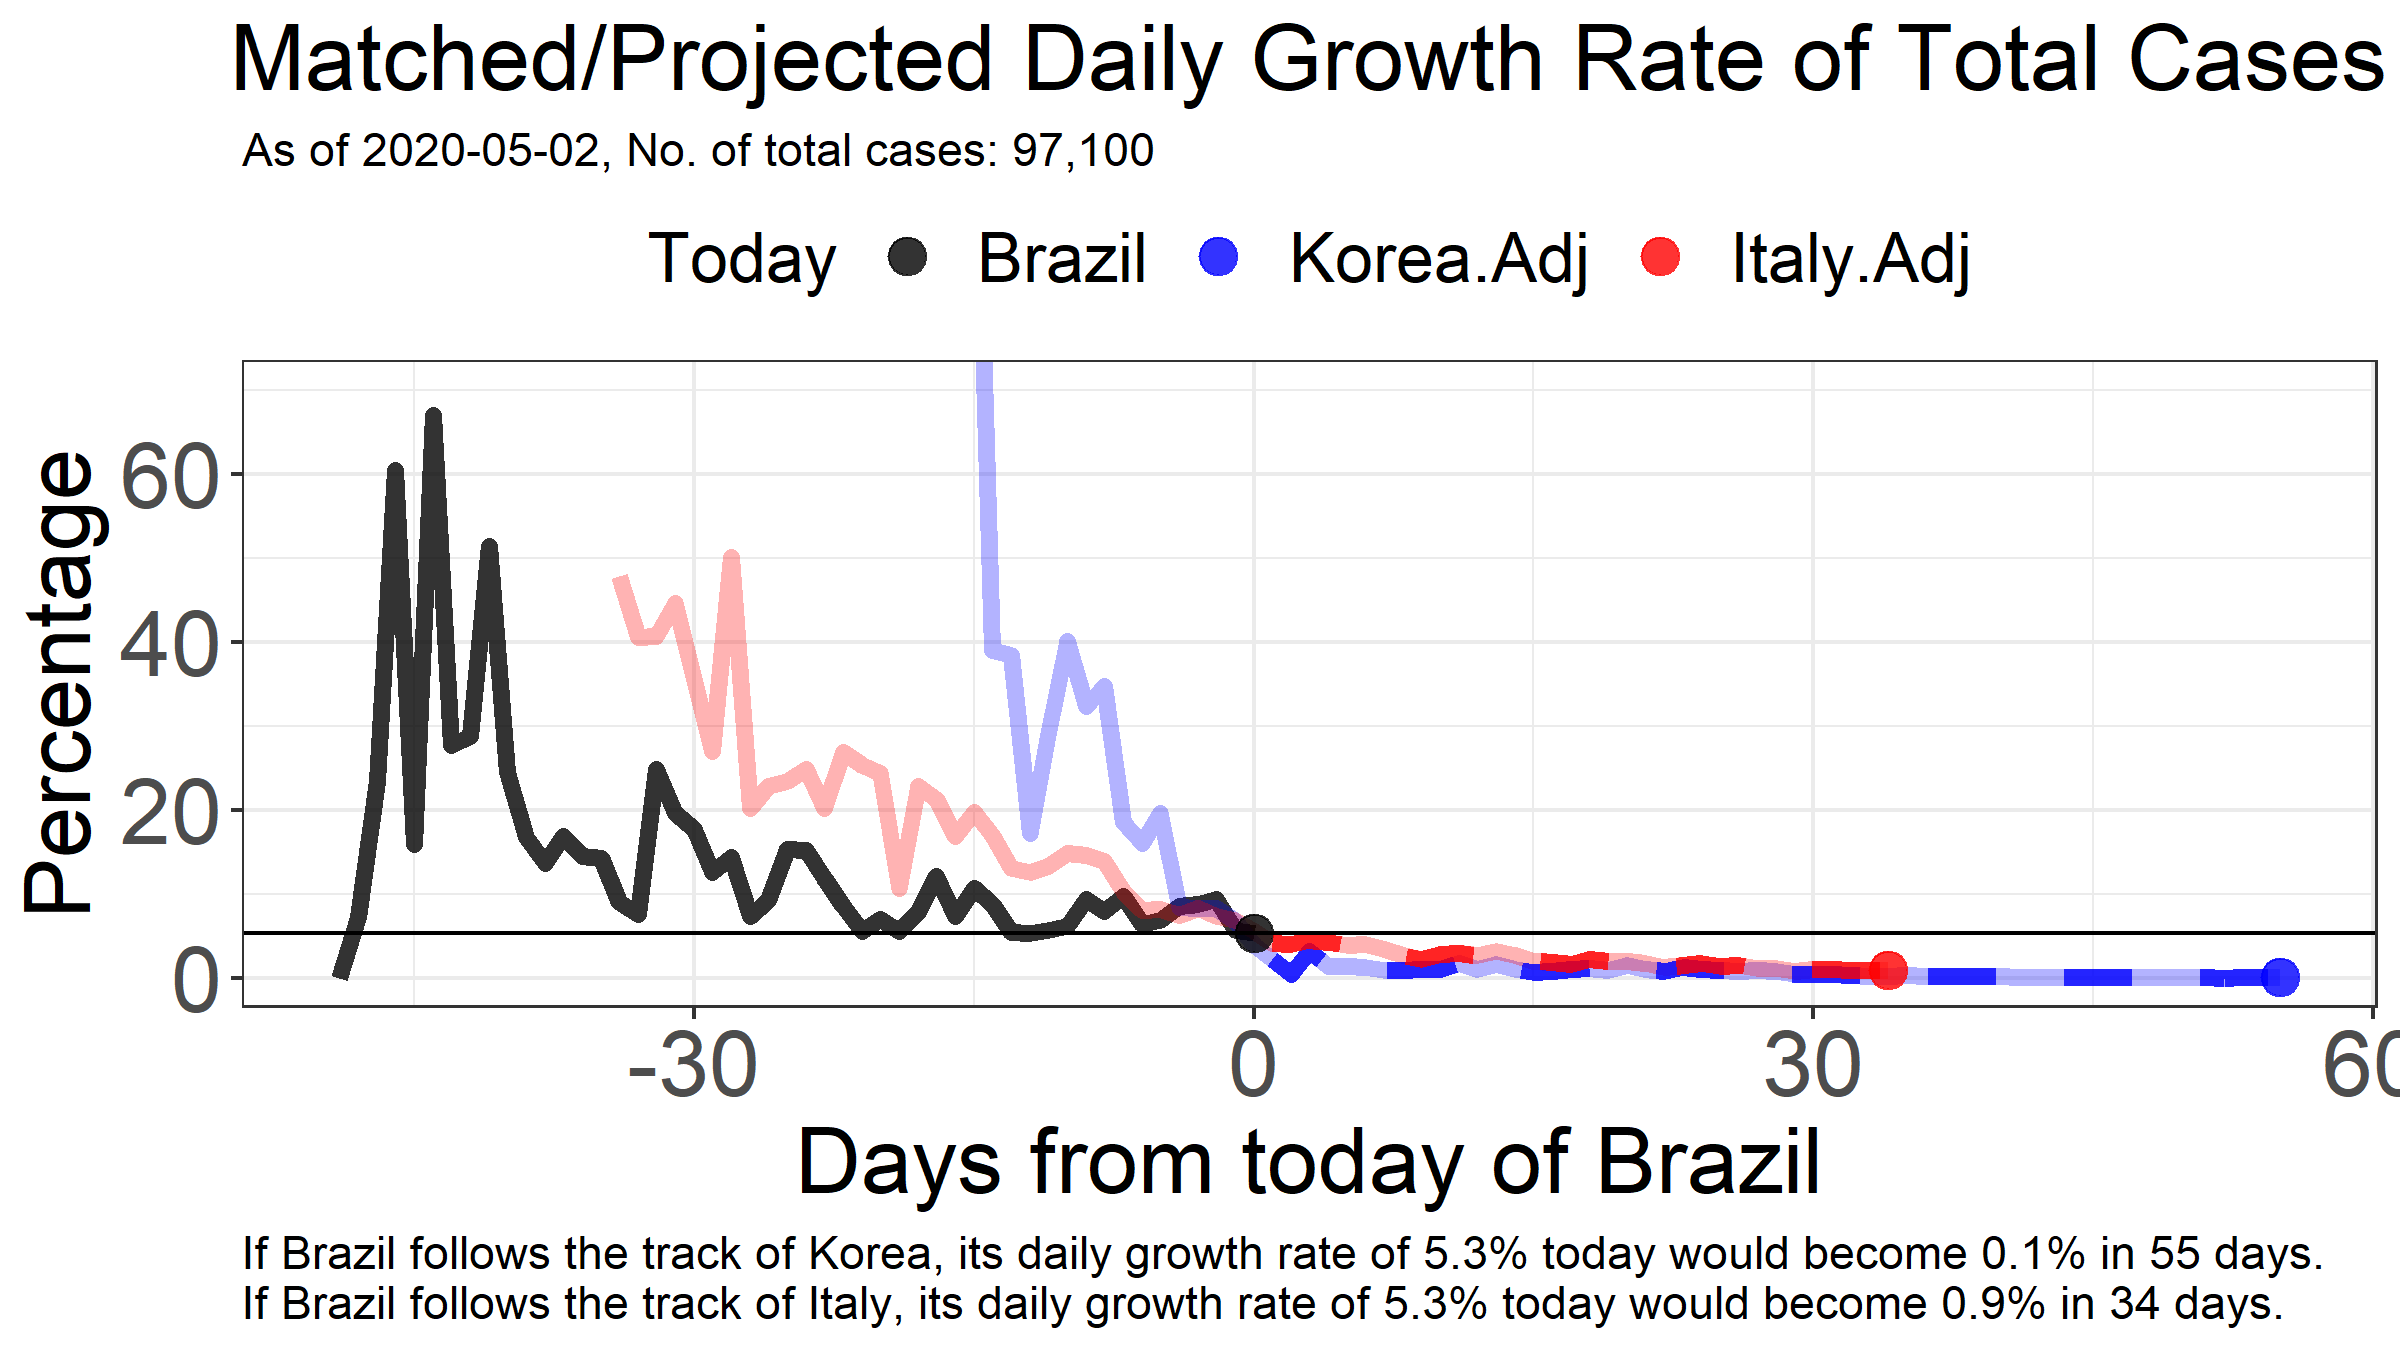 Matched/Projected Daily Growth Rate of Total Cases
As of 2020-05-02, No. of total cases: 97,100
Today Brazil Korea.Adj Italy.Adj
Percentage
60
40
20
0
-30 0 30 60
Days from today of Brazil
If Brazil follows the track of Korea, its daily growth rate of 5.3% today would become 0.1% in 55 days.
If Brazil follows the track of Italy, its daily growth rate of 5.3% today would become 0.9% in 34 days.